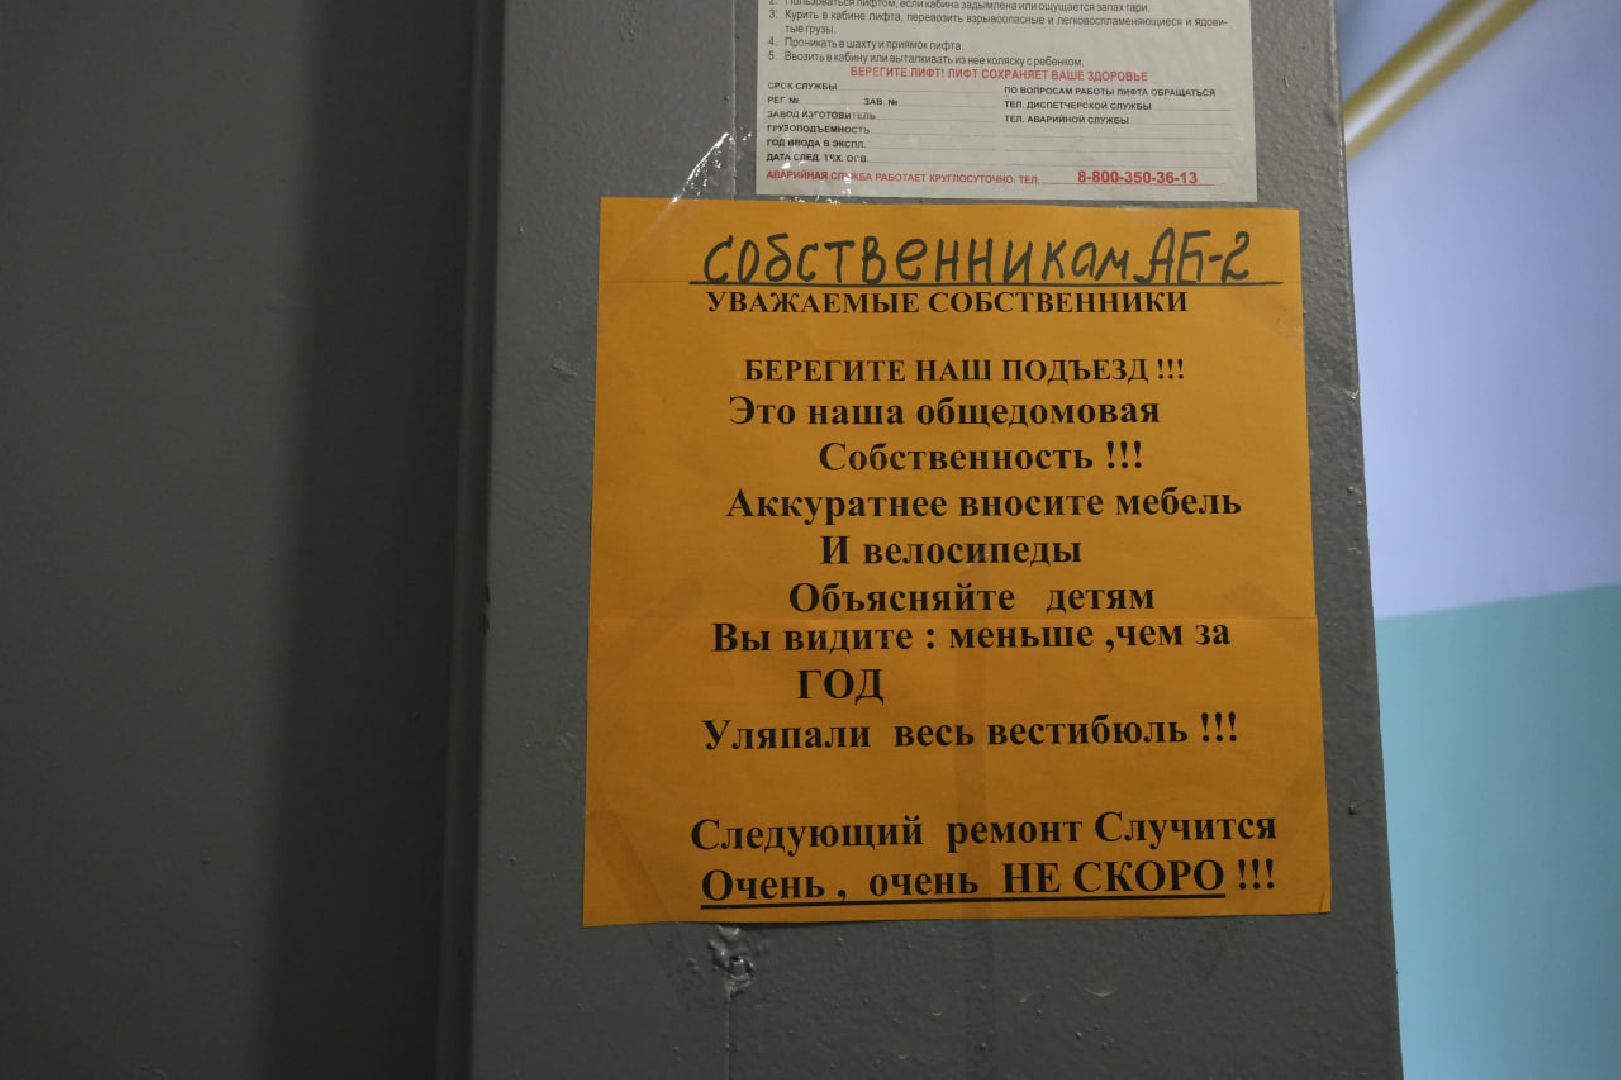 2. Пользоваться лифтом, если кабина задымлена или ощущается запах гари.
3. Курить в кабине лифта, перевозить взрывоопасные и легковоспламеняющиеся и ядови-
тые грузы.
4. Проникать в шахту и приямок лифта.
5. Ввозить в кабину или выталкивать из нее коляску с ребенком.
БЕРЕГИТЕ ЛИФТ! ЛИФТ СОХРАНЯЕТ ВАШЕ ЗДОРОВЬЕ
СРОК СЛУЖБЫ
РЕГ. № ЗАВ. №
ЗАВОД ИЗГОТОВИТЕЛЬ
ГРУЗОПОДЪЕМНОСТЬ
ГОД ВВОДА В ЭКСПЛ.
ДАТА СЛЕД. ТЕХ. ОСВ.
ПО ВОПРОСАМ РАБОТЫ ЛИФТА ОБРАЩАТЬСЯ
ТЕЛ. ДИСПЕТЧЕРСКОЙ СЛУЖБЫ
ТЕЛ. АВАРИЙНОЙ СЛУЖБЫ
АВАРИЙНАЯ СЛУЖБА РАБОТАЕТ КРУГЛОСУТОЧНО. ТЕЛ. 8-800-350-36-13
собственникам АБ-2
УВАЖАЕМЫЕ СОБСТВЕННИКИ
БЕРЕГИТЕ НАШ ПОДЪЕЗД !!!
Это наша общедомовая
Собственность !!!
Аккуратнее вносите мебель
И велосипеды
Объясняйте детям
Вы видите : меньше ,чем за
ГОД
Уляпали весь вестибюль !!!
Следующий ремонт Случится
Очень , очень НЕ СКОРО !!!